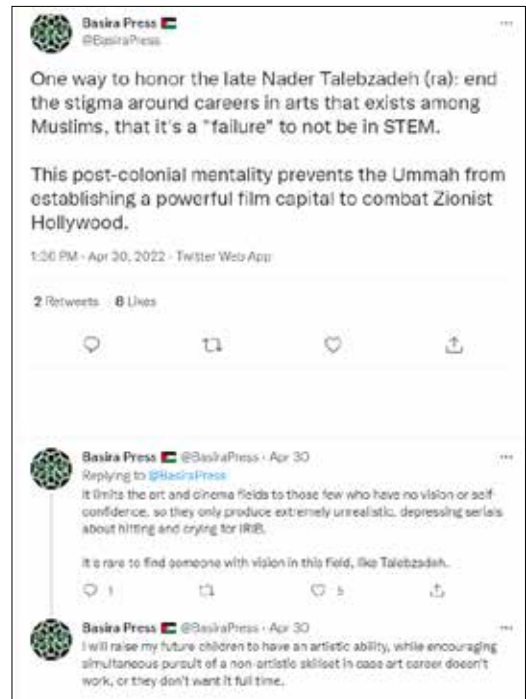 Basira Press
@BasiraPress
One way to honor the late Nader Talebzadeh (ra): end
the stigma around careers in arts that exists among
Muslims, that it's a "failure" to not be in STEM.
This post-colonial mentality prevents the Ummah from
establishing a powerful film capital to combat Zionist
Hollywood.
1:30 PM · Apr 30, 2022 · Twitter Web App
2 Retweets 8 Likes
Basira Press @BasiraPress · Apr 30
Replying to @BasiraPress
It limits the art and cinema fields to those few who have no vision or self
confidence, so they only produce extremely unrealistic, depressing serials
about hitting and crying for IRIB.
It's rare to find someone with vision in this field, like Talebzadeh.
1 5
Basira Press @BasiraPress · Apr 30
I will raise my future children to have an artistic ability, while encouraging
simultaneous pursuit of a non-artistic skillset in case art career doesn't
work, or they don't want it full time.